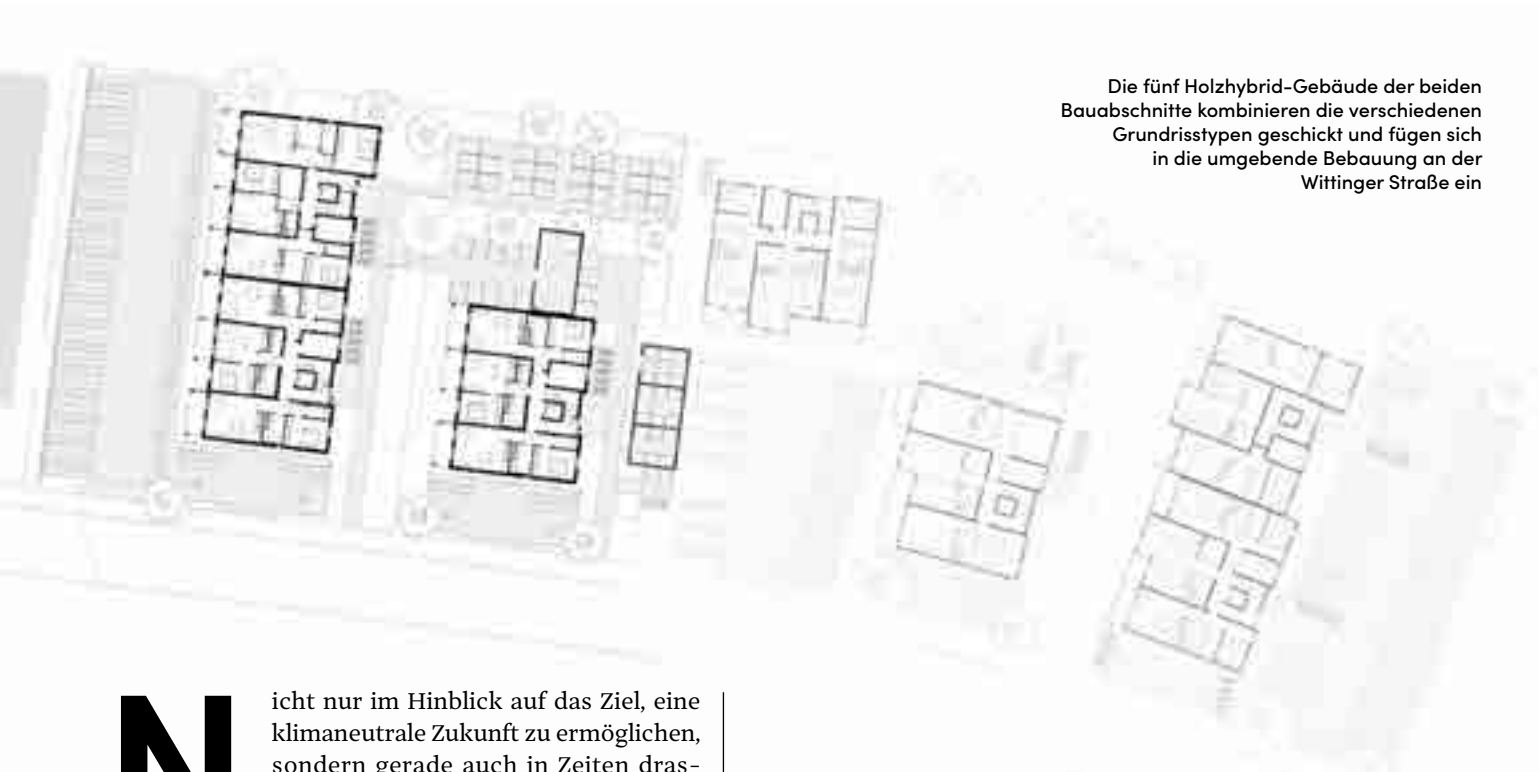 Die fünf Holzhybrid-Gebäude der beiden
Bauabschnitte kombinieren die verschiedenen
Grundrisstypen geschickt und fügen sich
in die umgebende Bebauung an der
Wittinger Straße ein
Nicht nur im Hinblick auf das Ziel, eine
klimaneutrale Zukunft zu ermöglichen,
sondern gerade auch in Zeiten dras-